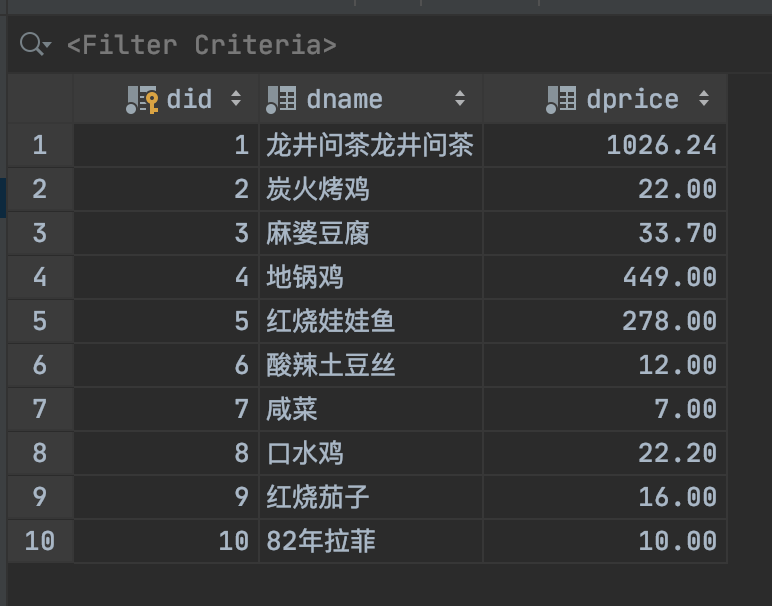 <Filter Criteria>
did dname dprice
1 1 龙井问茶龙井问茶 1026.24
2 2 炭火烤鸡 22.00
3 3 麻婆豆腐 33.70
4 4 地锅鸡 449.00
5 5 红烧娃娃鱼 278.00
6 6 酸辣土豆丝 12.00
7 7 咸菜 7.00
8 8 口水鸡 22.20
9 9 红烧茄子 16.00
10 10 82年拉菲 10.00